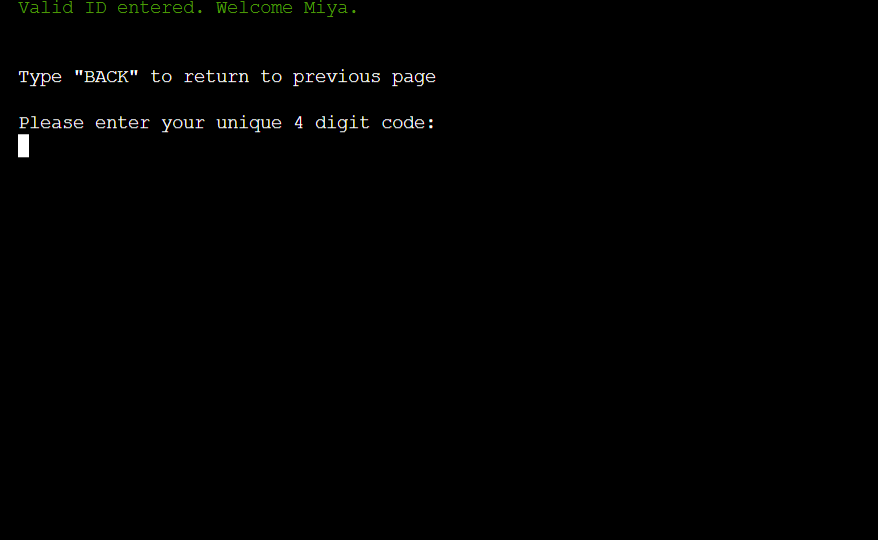 Valid ID entered. Welcome Miya.
Type "BACK" to return to previous page
Please enter your unique 4 digit code: